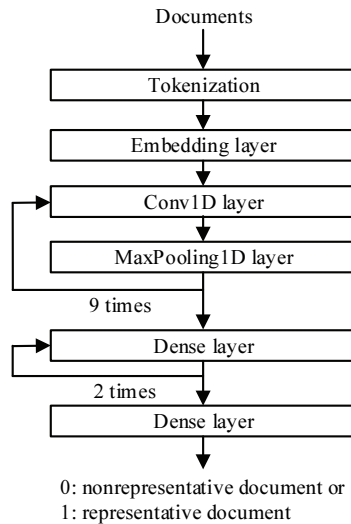 Documents
Tokenization
Embedding layer
Conv1D layer
MaxPooling1D layer
9 times
Dense layer
2 times
Dense layer
0: nonrepresentative document or
1: representative document